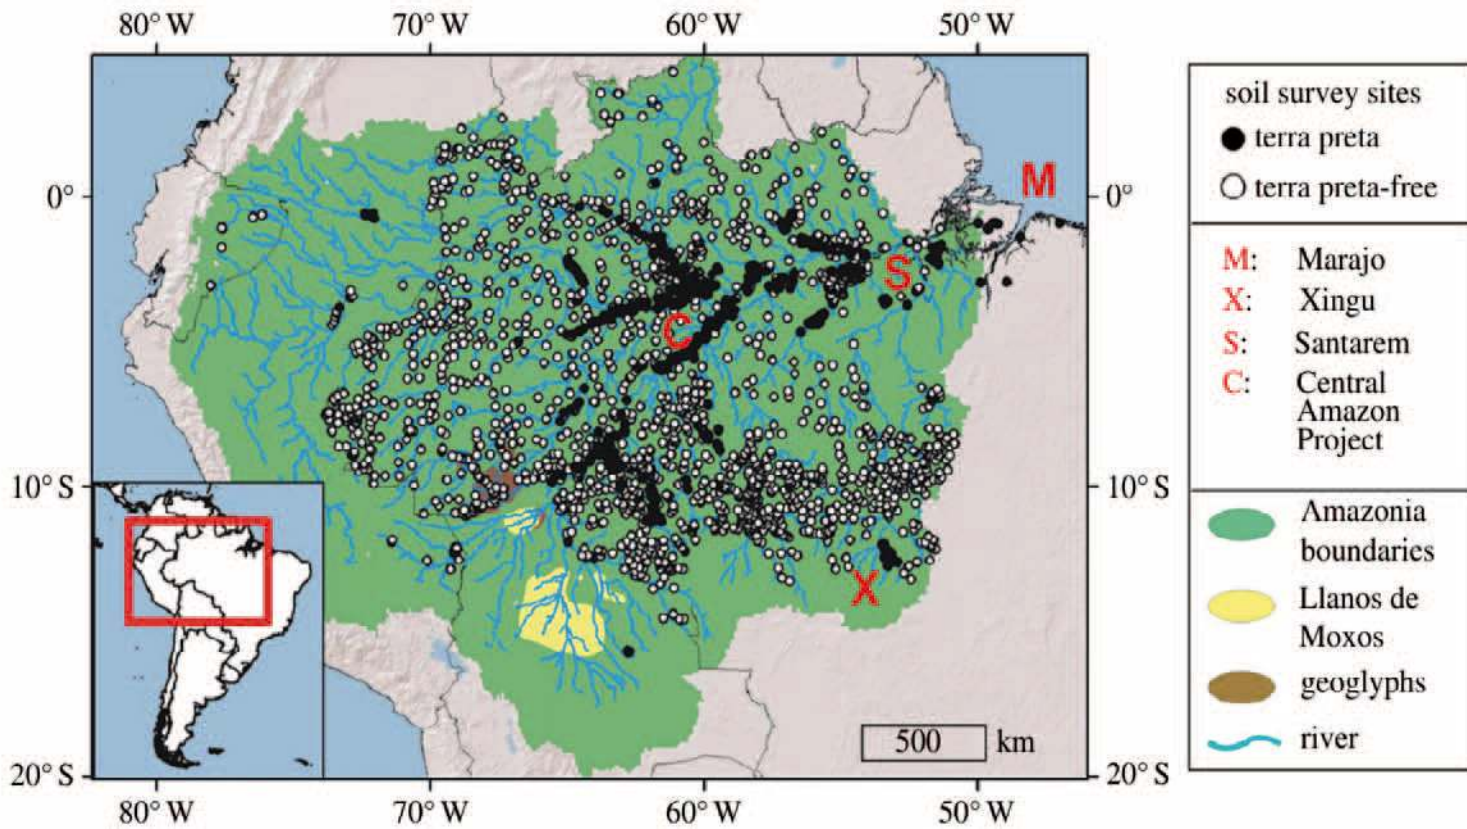 80° W 70° W 60° W 50° W
0°
10° S
20° S
0°
10° S
20° S
M
S
C
X
500 km
80° W 70° W 60° W 50° W
soil survey sites
terra preta
terra preta-free
M: Marajo
X: Xingu
S: Santarem
C: Central
Amazon
Project
Amazonia
boundaries
Llanos de
Moxos
geoglyphs
river